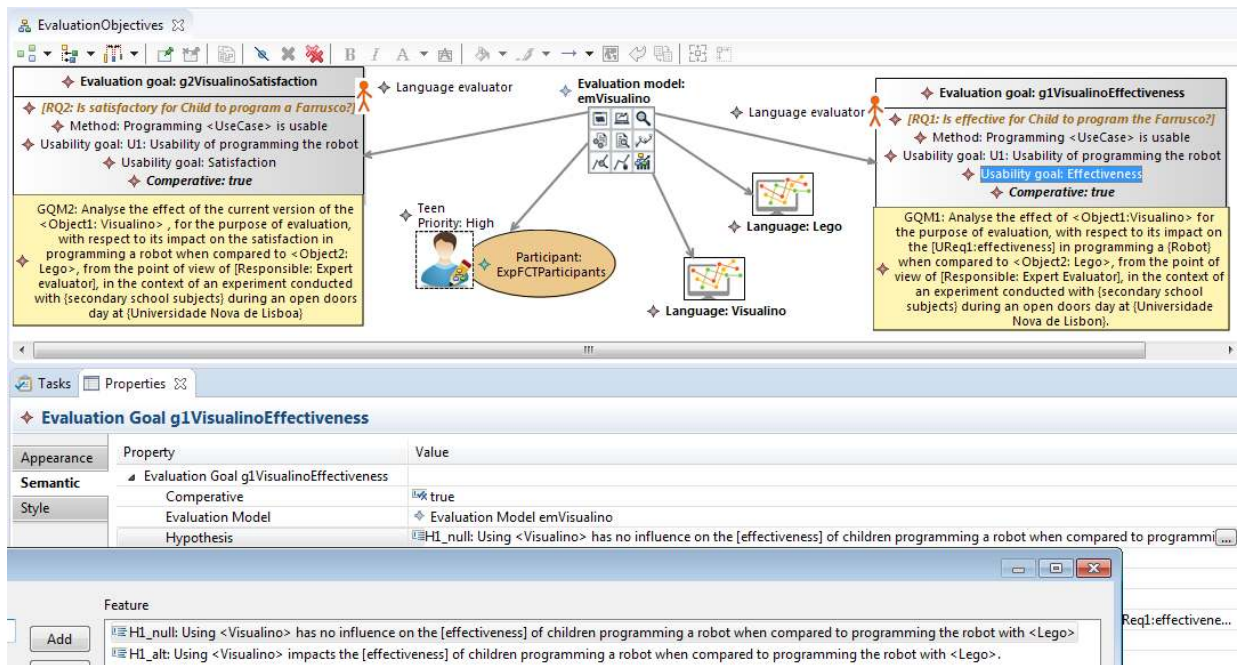 EvaluationObjectives
B I A
Evaluation goal: g2VisualinoSatisfaction
[RQ2: Is satisfactory for Child to program a Farrusco?]
Method: Programming <UseCase> is usable
Usability goal: U1: Usability of programming the robot
Usability goal: Satisfaction
Comperative: true
GQM2: Analyse the effect of the current version of the
<Object1: Visualino> , for the purpose of evaluation,
with respect to its impact on the satisfaction in
programming a robot when compared to <Object2:
Lego>, from the point of view of [Responsible: Expert
evaluator], in the context of an experiment conducted
with {secondary school subjects} during an open doors
day at {Universidade Nova de Lisboa}
Language evaluator
Evaluation model:
emVisualino
Language evaluator
Teen
Priority: High
Participant:
ExpFCTParticipants
Language: Lego
Language: Visualino
Evaluation goal: g1VisualinoEffectiveness
[RQ1: Is effective for Child to program the Farrusco?]
Method: Programming <UseCase> is usable
Usability goal: U1: Usability of programming the robot
Usability goal: Effectiveness
Comperative: true
GQM1: Analyse the effect of <Object1:Visualino> for
the purpose of evaluation, with respect to its impact on
the [UReq1:effectiveness] in programming a {Robot}
when compared to <Object2: Lego>, from the point of
view of [Responsible: Expert Evaluator], in the context of
an experiment conducted with {secondary school
subjects} during an open doors day at {Universidade
Nova de Lisbon}.
Tasks Properties
Evaluation Goal g1VisualinoEffectiveness
Appearance
Semantic
Style
Property Value
Evaluation Goal g1VisualinoEffectiveness
Comperative true
Evaluation Model Evaluation Model emVisualino
Hypothesis H1_null: Using <Visualino> has no influence on the [effectiveness] of children programming a robot when compared to programmi ...
Req1:effectivene...
Feature
Add
H1_null: Using <Visualino> has no influence on the [effectiveness] of children programming a robot when compared to programming the robot with <Lego>
H1_alt: Using <Visualino> impacts the [effectiveness] of children programming a robot when compared to programming the robot with <Lego>.